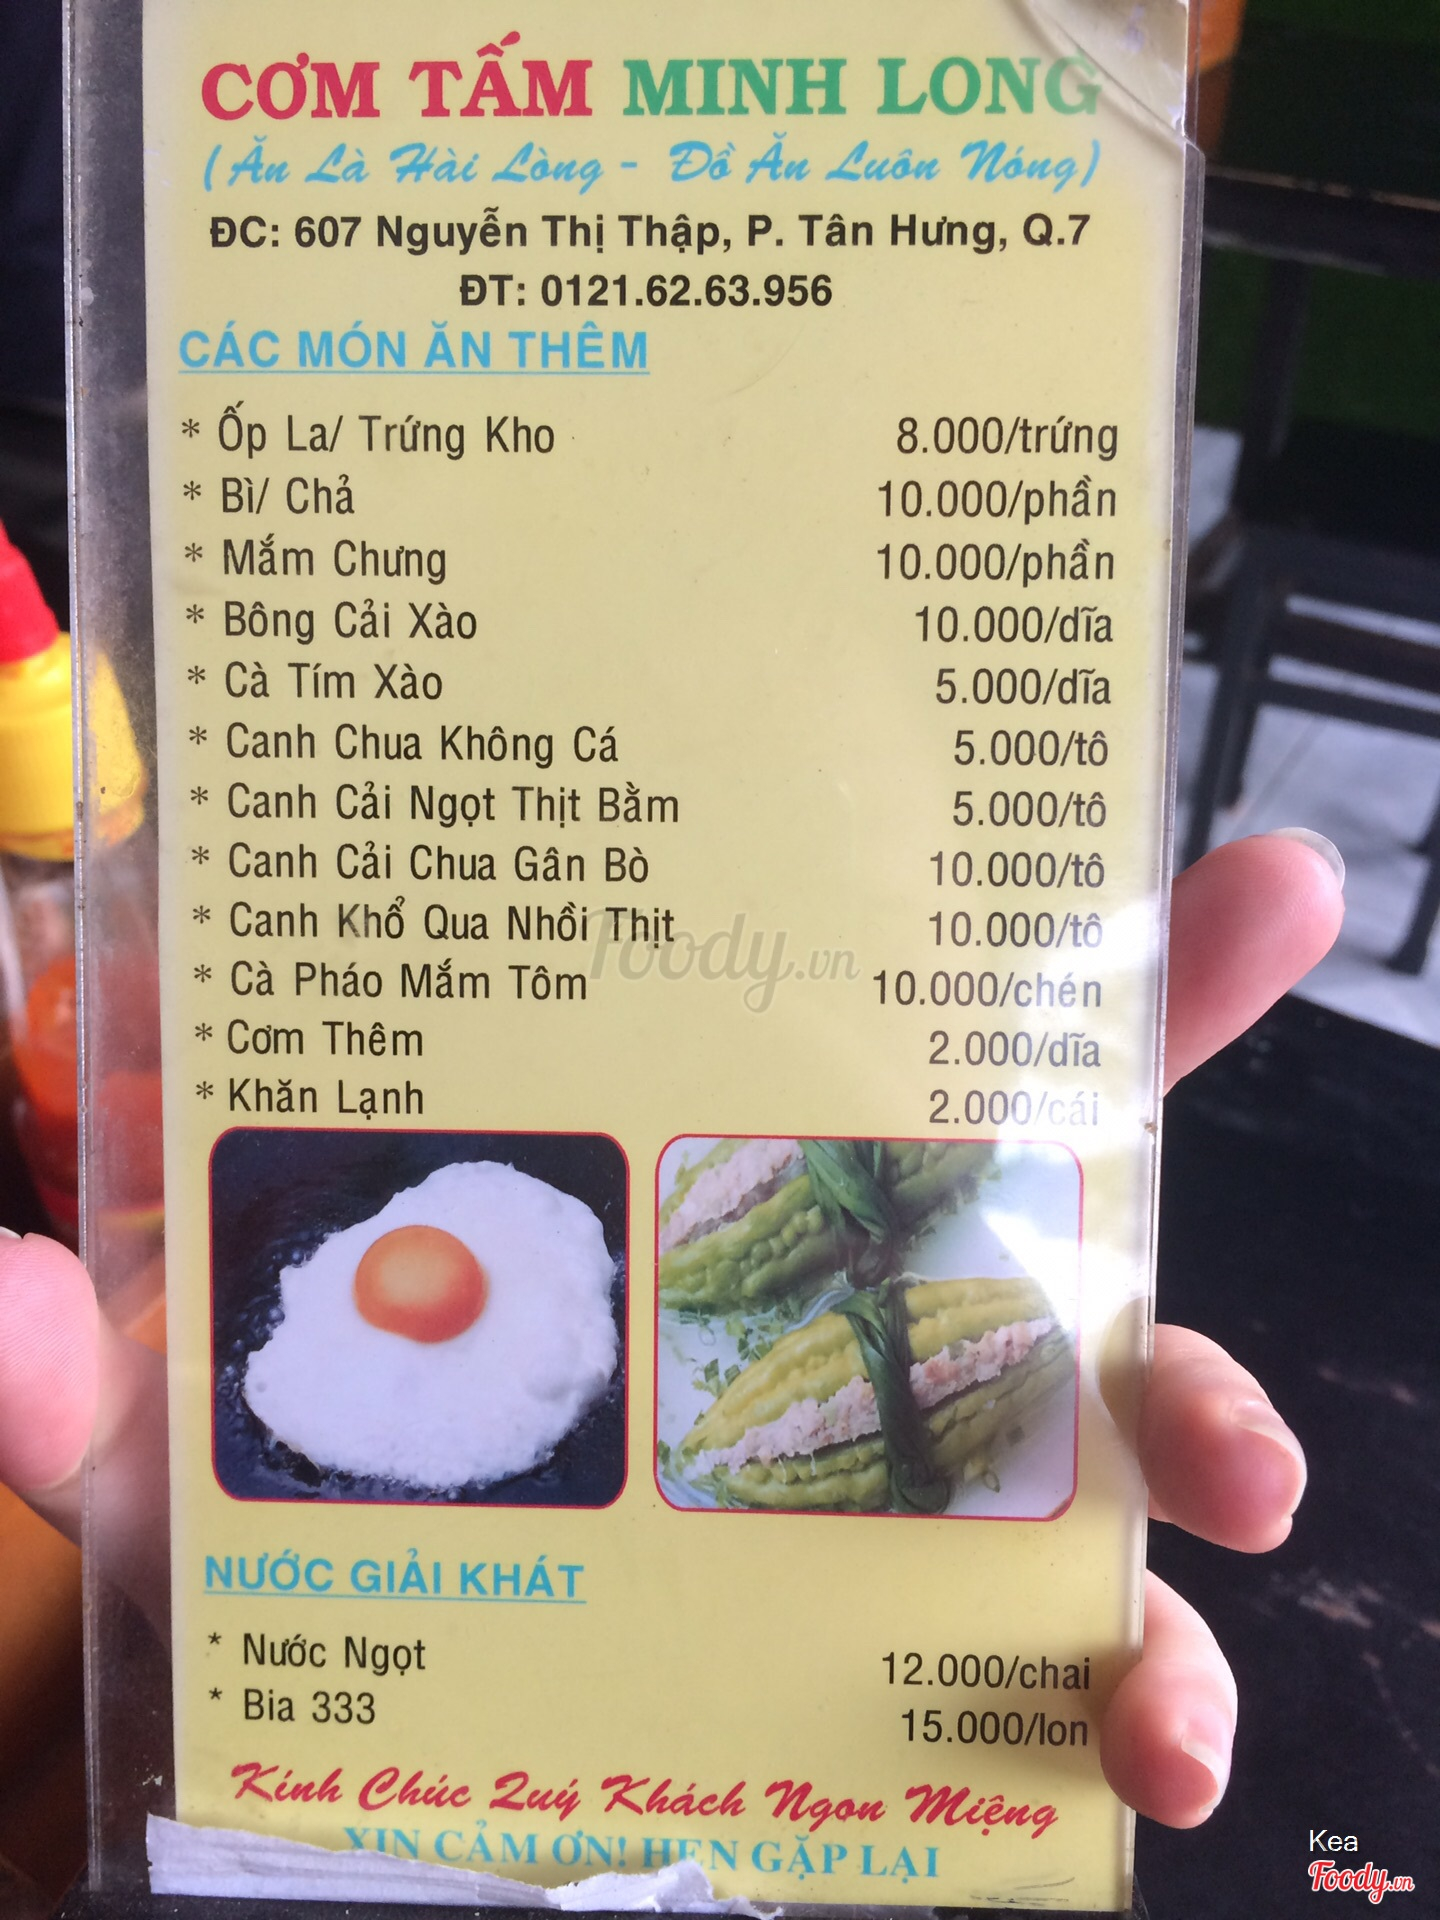 CƠM TẤM MINH LONG
(Ăn Là Hài Lòng - Đồ Ăn Luôn Nóng)
ĐC: 607 Nguyễn Thị Thập, P. Tân Hưng, Q.7
ĐT: 0121.62.63.956
CÁC MÓN ĂN THÊM
* Ốp La/ Trứng Kho 8.000/trứng
* Bì/ Chả 10.000/phần
* Mắm Chưng 10.000/phần
* Bông Cải Xào 10.000/dĩa
* Cà Tím Xào 5.000/dĩa
* Canh Chua Không Cá 5.000/tô
* Canh Cải Ngọt Thịt Bằm 5.000/tô
* Canh Cải Chua Gân Bò 10.000/tô
* Canh Khổ Qua Nhồi Thịt 10.000/tô
* Cà Pháo Mắm Tôm 10.000/chén
* Cơm Thêm 2.000/dĩa
* Khăn Lạnh 2.000/cái
Foody.vn
NƯỚC GIẢI KHÁT
* Nước Ngọt 12.000/chai
* Bia 333 15.000/lon
Kính Chúc Quý Khách Ngon Miệng
XIN CẢM ƠN! HẸN GẶP LẠI
Kea
Foody.vn